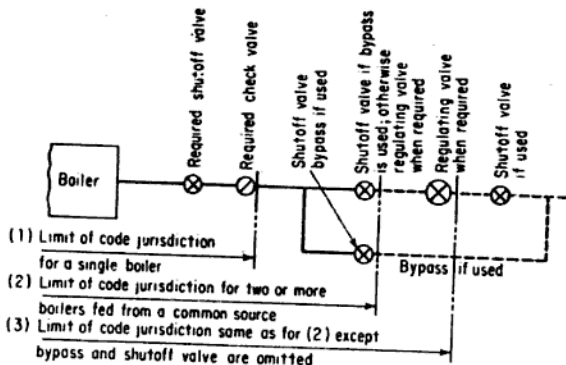 Required shutoff valve
Required check valve
Shutoff valve
bypass if used
Shutoff valve if bypass
is used; otherwise
regulating valve
when required
Regulating valve
when required
Shutoff valve
if used
Boiler
(1) Limit of code jurisdiction
for a single boiler
Bypass if used
(2) Limit of code jurisdiction for two or more
boilers fed from a common source
(3) Limit of code jurisdiction same as for (2) except
bypass and shutoff valve are omitted